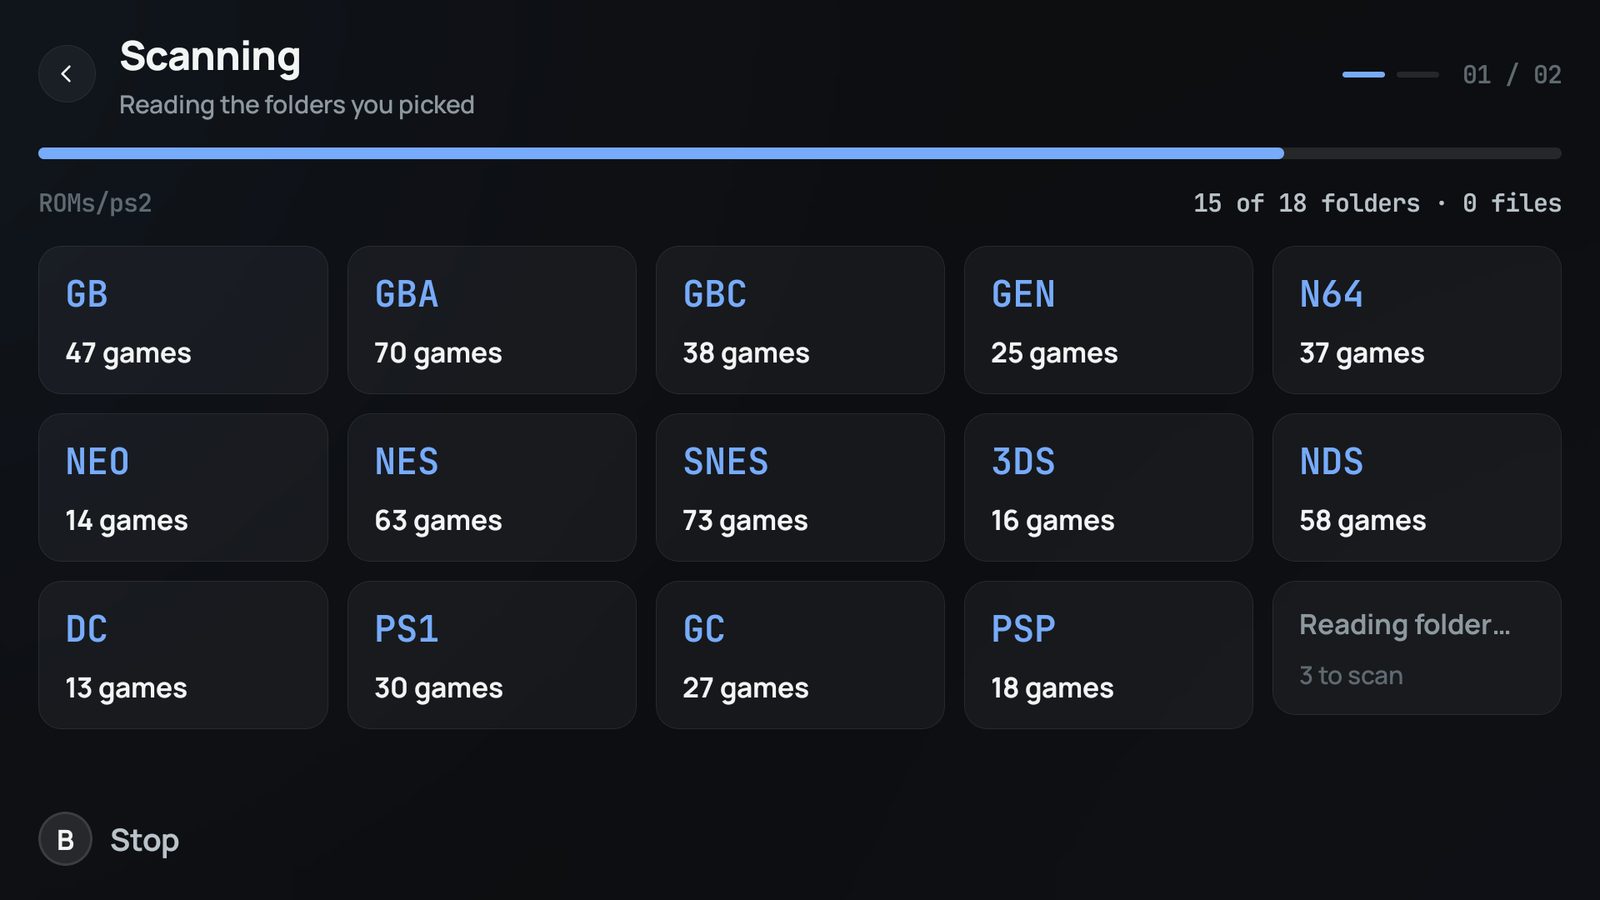 Scanning
Reading the folders you picked
01 / 02
ROMs/ps2
15 of 18 folders · 0 files
GB
47 games
GBA
70 games
GBC
38 games
GEN
25 games
N64
37 games
NEO
14 games
NES
63 games
SNES
73 games
3DS
16 games
NDS
58 games
DC
13 games
PS1
30 games
GC
27 games
PSP
18 games
Reading folder…
3 to scan
B Stop